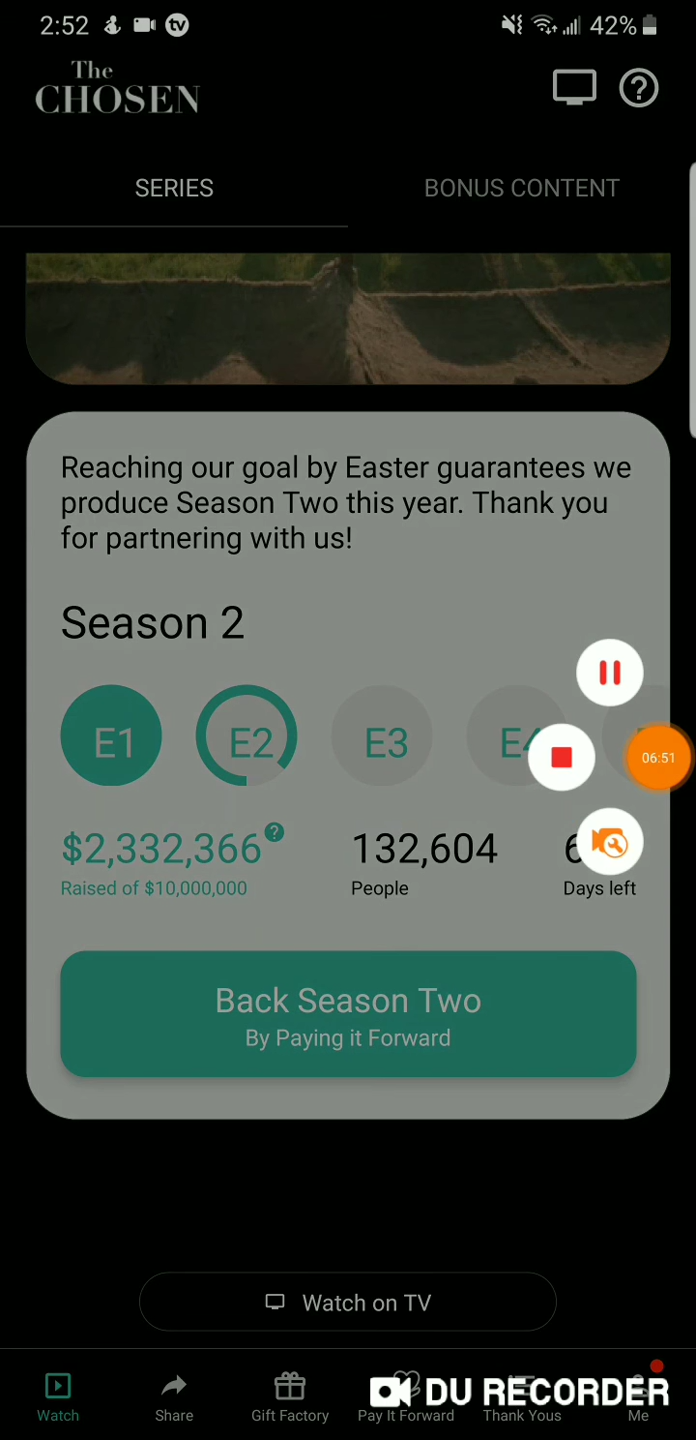 2:52
tv
42%
The
CHOSEN
SERIES
BONUS CONTENT
Reaching our goal by Easter guarantees we
produce Season Two this year. Thank you
for partnering with us!
Season 2
E1
E2
E3
E4
06:51
$2,332,366
132,604
6
Raised of $10,000,000
People
Days left
Back Season Two
By Paying it Forward
Watch on TV
DU RECORDER
Watch
Share
Gift Factory
Pay It Forward
Thank Yous
Me